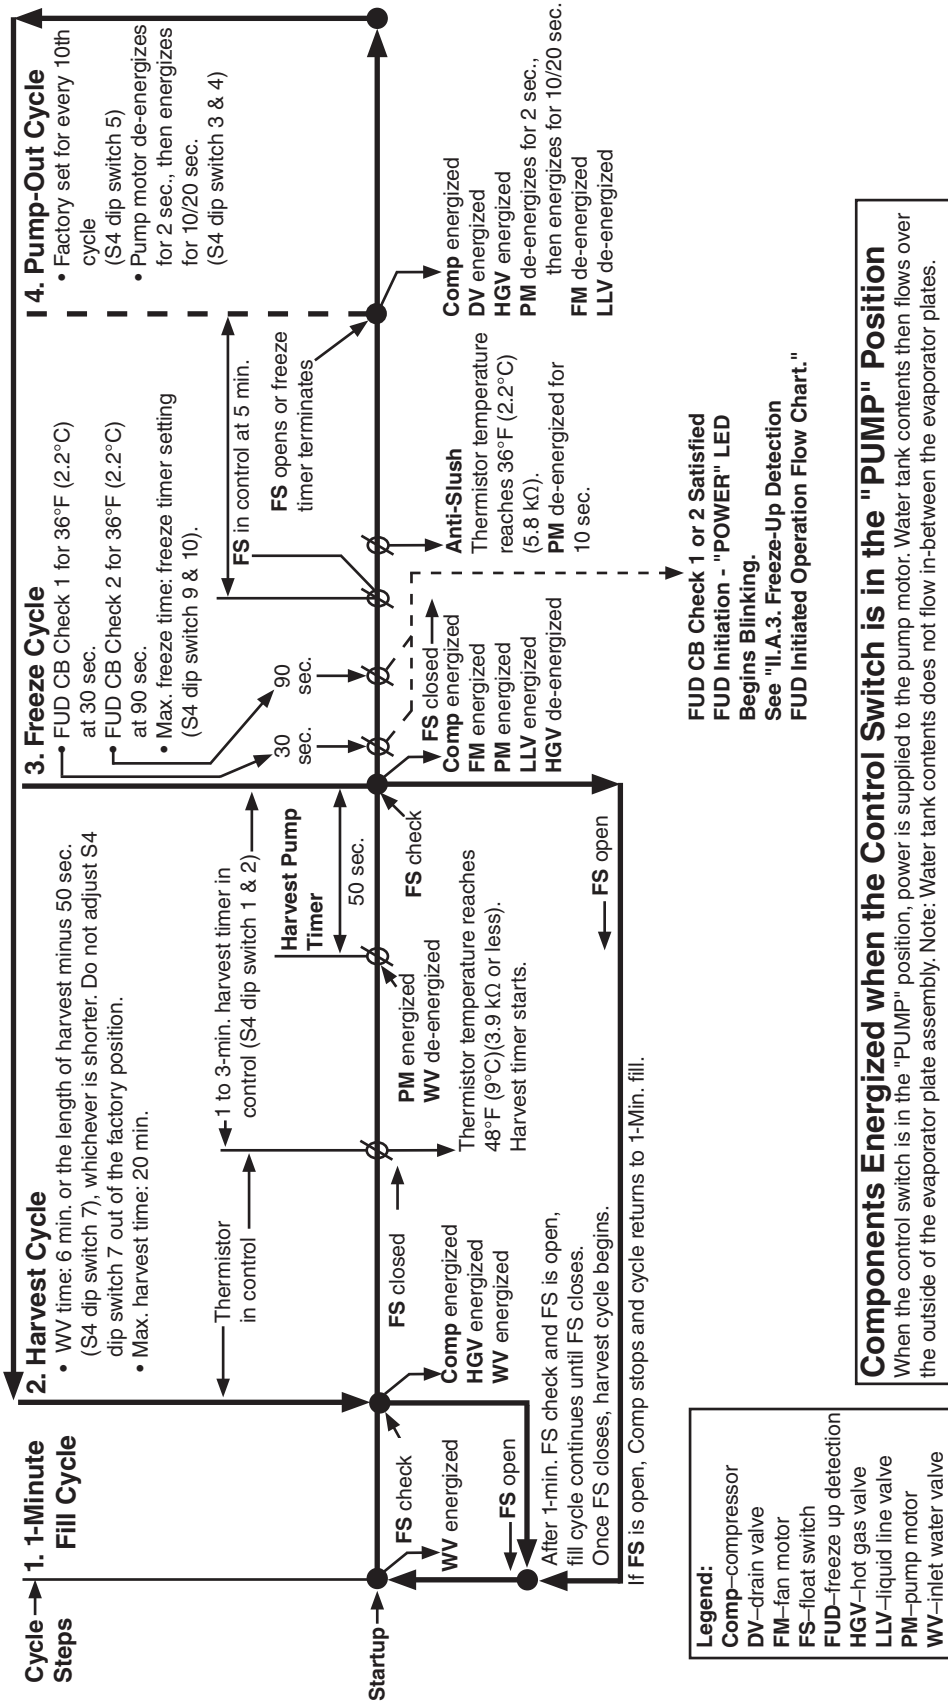 Cycle
Steps
1. 1-Minute
Fill Cycle
2. Harvest Cycle
• WV time: 6 min. or the length of harvest minus 50 sec.
(S4 dip switch 7), whichever is shorter. Do not adjust S4
dip switch 7 out of the factory position.
• Max. harvest time: 20 min.
3. Freeze Cycle
• FUD CB Check 1 for 36°F (2.2°C)
at 30 sec.
• FUD CB Check 2 for 36°F (2.2°C)
at 90 sec.
• Max. freeze time: freeze timer setting
(S4 dip switch 9 & 10).
4. Pump-Out Cycle
• Factory set for every 10th
cycle
(S4 dip switch 5)
• Pump motor de-energizes
for 2 sec., then energizes
for 10/20 sec.
(S4 dip switch 3 & 4)
Thermistor
in control
1 to 3-min. harvest timer in
control (S4 dip switch 1 & 2)
Harvest Pump
Timer
50 sec.
30
sec.
90
sec.
FS in control at 5 min.
FS opens or freeze
timer terminates
Startup
FS check
WV energized
FS open
FS closed
Comp energized
HGV energized
WV energized
PM energized
WV de-energized
Thermistor temperature reaches
48°F (9°C)(3.9 kΩ or less).
Harvest timer starts.
FS check
FS closed
Comp energized
FM energized
PM energized
LLV energized
HGV de-energized
Anti-Slush
Thermistor temperature
reaches 36°F (2.2°C)
(5.8 kΩ).
PM de-energized for
10 sec.
Comp energized
DV energized
HGV energized
PM de-energizes for 2 sec.,
then energizes for 10/20 sec.
FM de-energized
LLV de-energized
After 1-min. FS check and FS is open,
fill cycle continues until FS closes.
Once FS closes, harvest cycle begins.
FS open
If FS is open, Comp stops and cycle returns to 1-Min. fill.
FUD CB Check 1 or 2 Satisfied
FUD Initiation - "POWER" LED
Begins Blinking.
See "II.A.3. Freeze-Up Detection
FUD Initiated Operation Flow Chart."
Legend:
Comp–compressor
DV–drain valve
FM–fan motor
FS–float switch
FUD–freeze up detection
HGV–hot gas valve
LLV–liquid line valve
PM–pump motor
WV–inlet water valve
Components Energized when the Control Switch is in the "PUMP" Position
When the control switch is in the "PUMP" position, power is supplied to the pump motor. Water tank contents then flows over
the outside of the evaporator plate assembly. Note: Water tank contents does not flow in-between the evaporator plates.